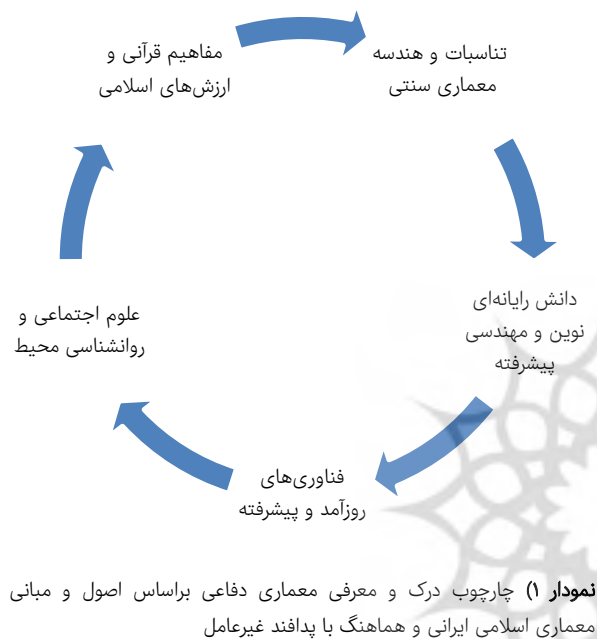 مفاهیم قرآنی و
ارزش‌های اسلامی
تناسبات و هندسه
معماری سنتی
دانش رایانه‌ای
نوین و مهندسی
پیشرفته
فناوری‌های
روزآمد و پیشرفته
علوم اجتماعی و
روانشناسی محیط
نمودار ۱) چارچوب درک و معرفی معماری دفاعی براساس اصول و مبانی
معماری اسلامی ایرانی و هماهنگ با پدافند غیرعامل